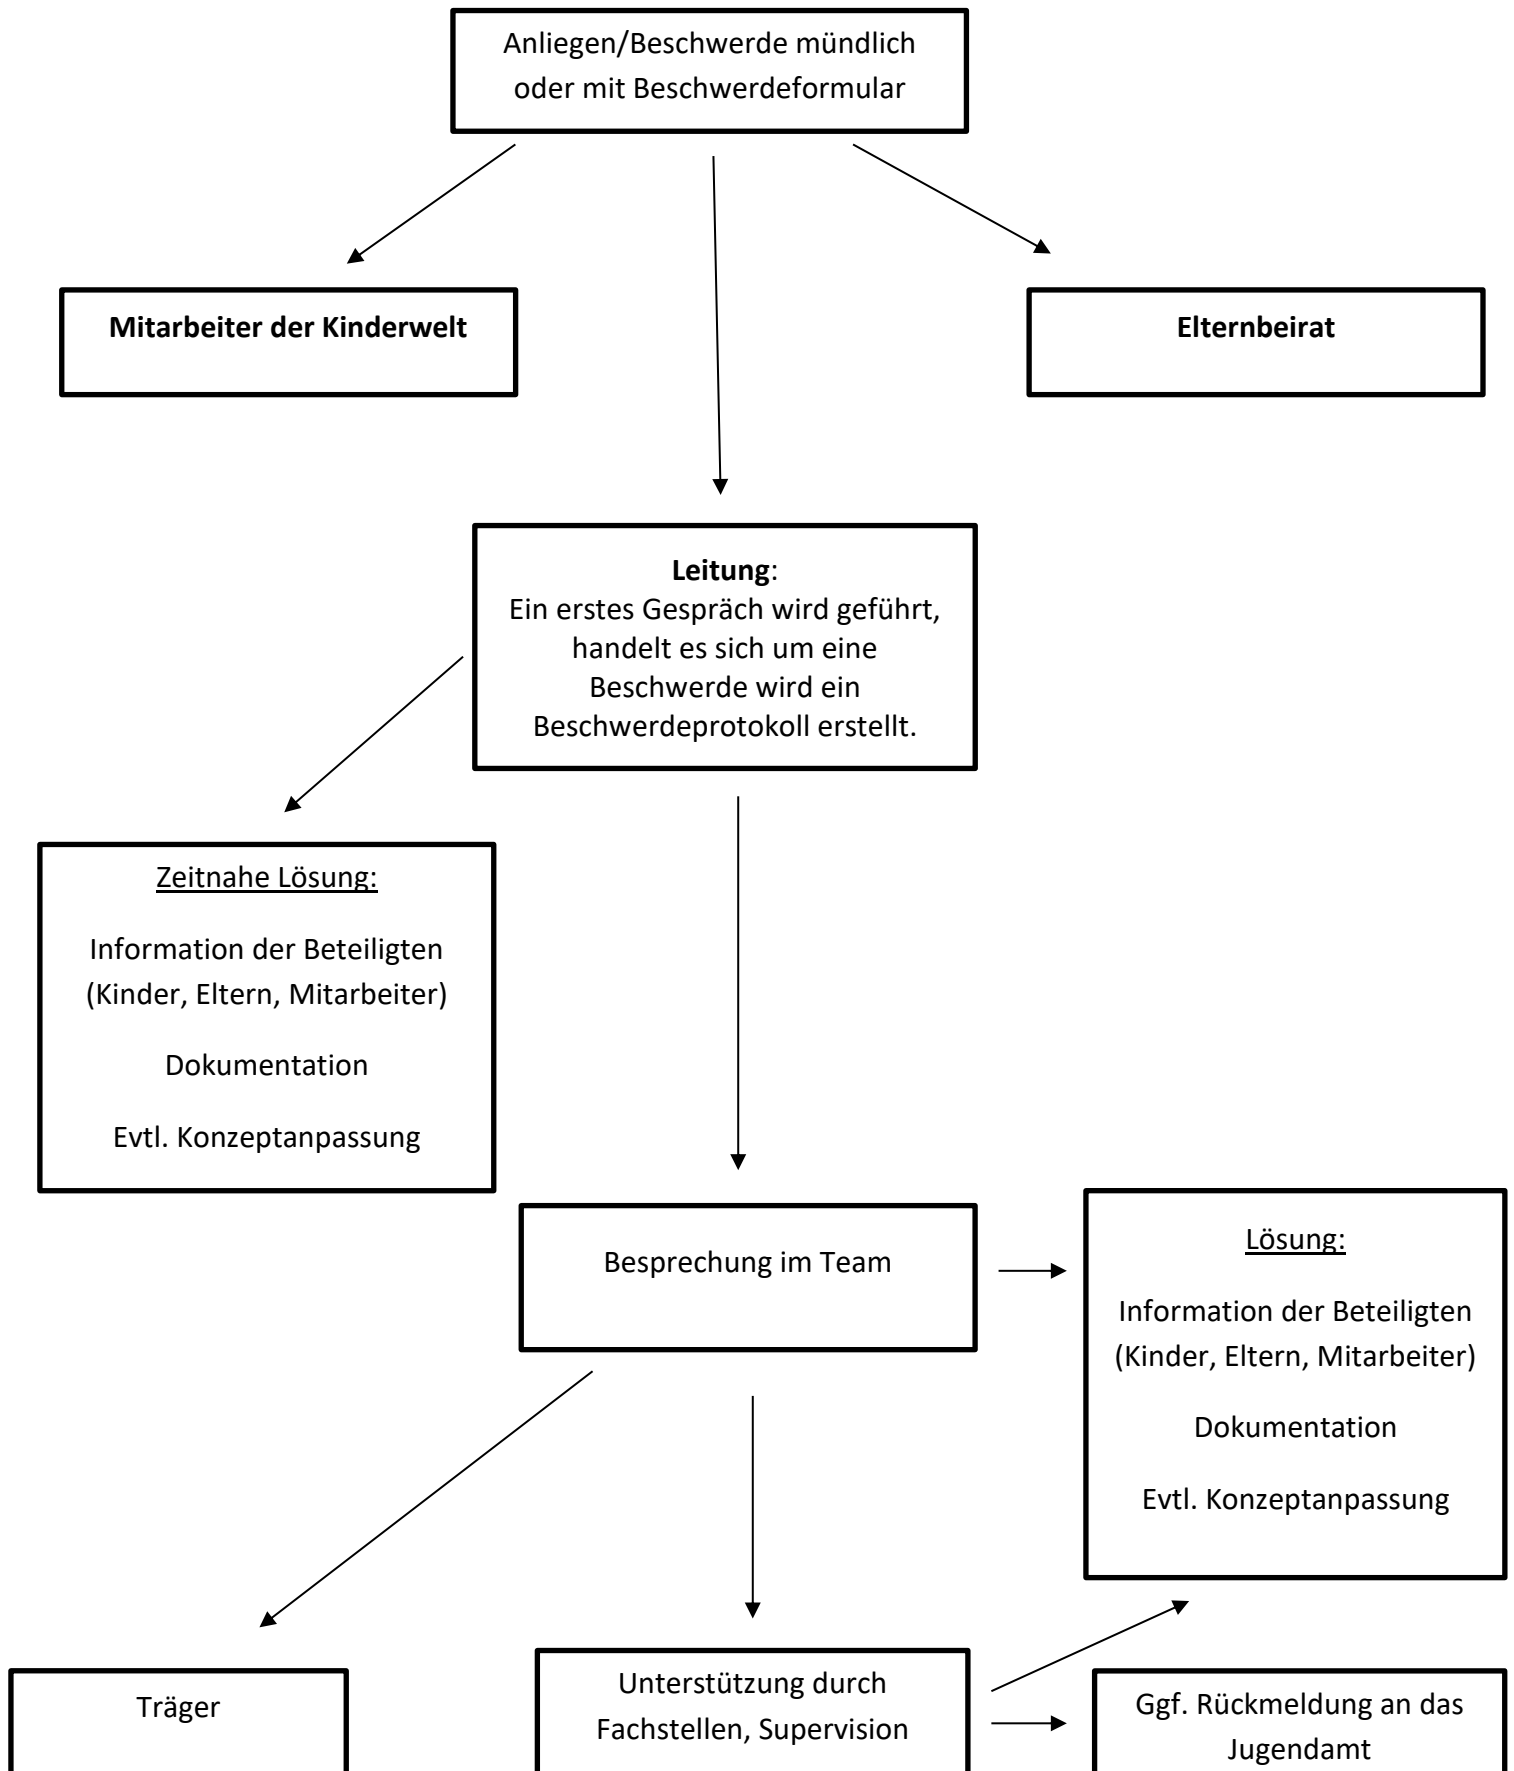 Anliegen/Beschwerde mündlich
oder mit Beschwerdeformular
Mitarbeiter der Kinderwelt
Elternbeirat
Leitung:
Ein erstes Gespräch wird geführt,
handelt es sich um eine
Beschwerde wird ein
Beschwerdeprotokoll erstellt.
Zeitnahe Lösung:
Information der Beteiligten
(Kinder, Eltern, Mitarbeiter)
Dokumentation
Evtl. Konzeptanpassung
Besprechung im Team
Lösung:
Information der Beteiligten
(Kinder, Eltern, Mitarbeiter)
Dokumentation
Evtl. Konzeptanpassung
Träger
Unterstützung durch
Fachstellen, Supervision
Ggf. Rückmeldung an das
Jugendamt